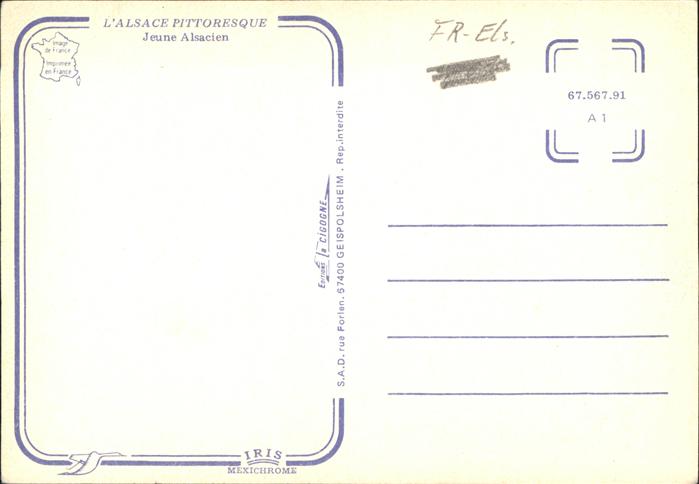 L'ALSACE PITTORESQUE
Jeune Alsacien
Image
de France
Imprimée
en France
FR-Els.
67.567.91
A 1
Editions la CIGOGNE
S.A.D. rue Forlen. 67400 GEISPOLSHEIM . Rep.interdite
IRIS
MEXICHROME